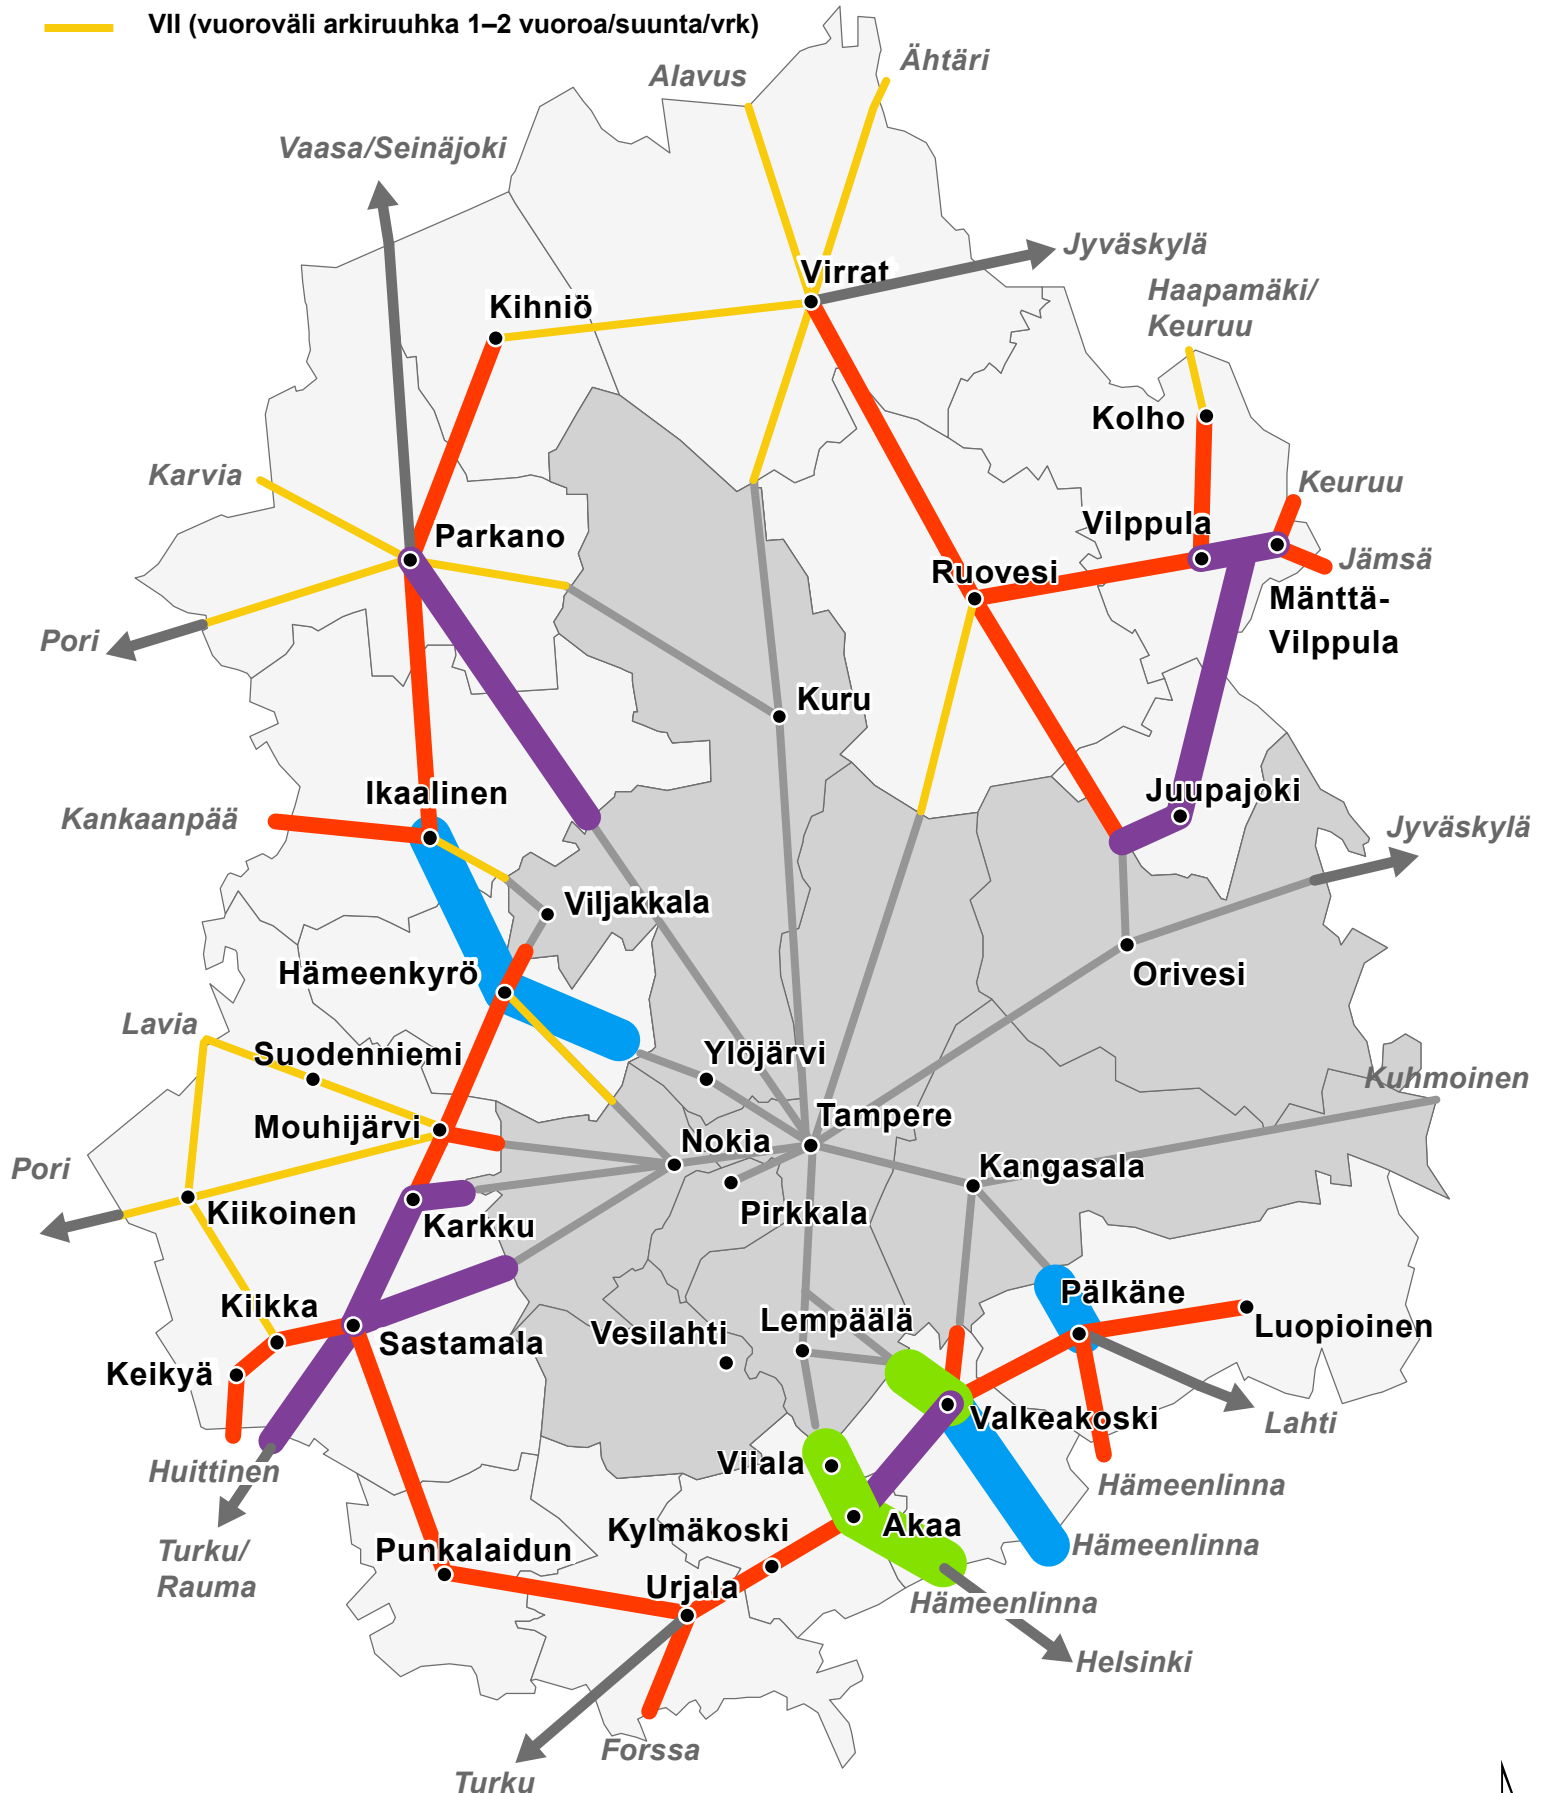 VII (vuoroväli arkiruuhka 1–2 vuoroa/suunta/vrk)
Ähtäri
Alavus
Vaasa/Seinäjoki
Jyväskylä
Virrat
Haapamäki/
Keuruu
Kihniö
Kolho
Karvia
Keuruu
Vilppula
Parkano
Jämsä
Ruovesi
Mänttä-
Vilppula
Pori
Kuru
Juupajoki
Ikaalinen
Kankaanpää
Jyväskylä
Viljakkala
Hämeenkyrö
Orivesi
Lavia
Suodenniemi
Ylöjärvi
Kuhmoinen
Tampere
Mouhijärvi
Nokia
Pori
Kangasala
Kiikoinen
Karkku
Pirkkala
Pälkäne
Kiikka
Lempäälä
Luopioinen
Vesilahti
Sastamala
Keikyä
Valkeakoski
Lahti
Viiala
Huittinen
Hämeenlinna
Akaa
Kylmäkoski
Hämeenlinna
Turku/
Rauma
Punkalaidun
Urjala
Hämeenlinna
Helsinki
Forssa
Turku